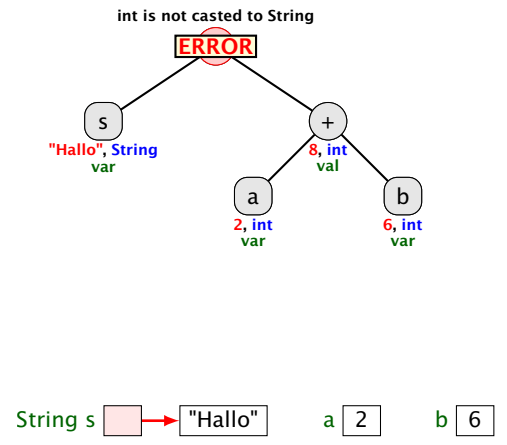 int is not casted to String
ERROR
s
+
"Hallo", String
var
8, int
val
a
b
2, int
var
6, int
var
String s "Hallo" a 2 b 6